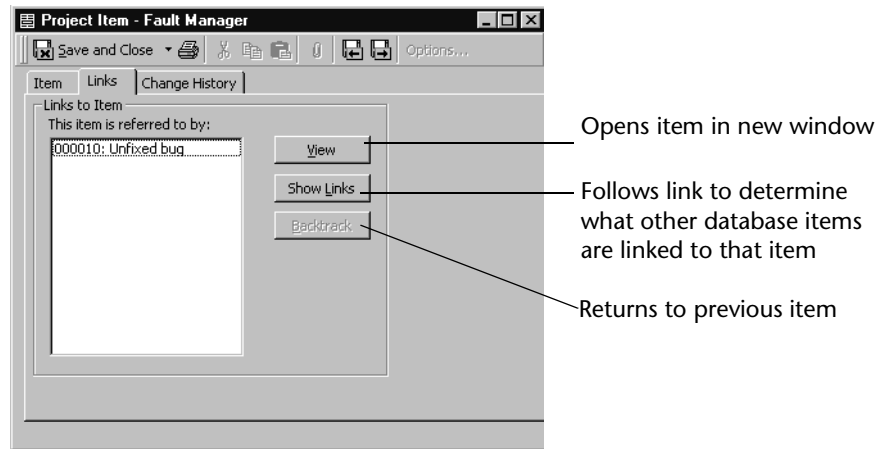 Project Item - Fault Manager
Save and Close Options...
Item Links Change History
Links to Item
This item is referred to by:
000010: Unfixed bug
View
Show Links
Backtrack
Opens item in new window
Follows link to determine
what other database items
are linked to that item
Returns to previous item